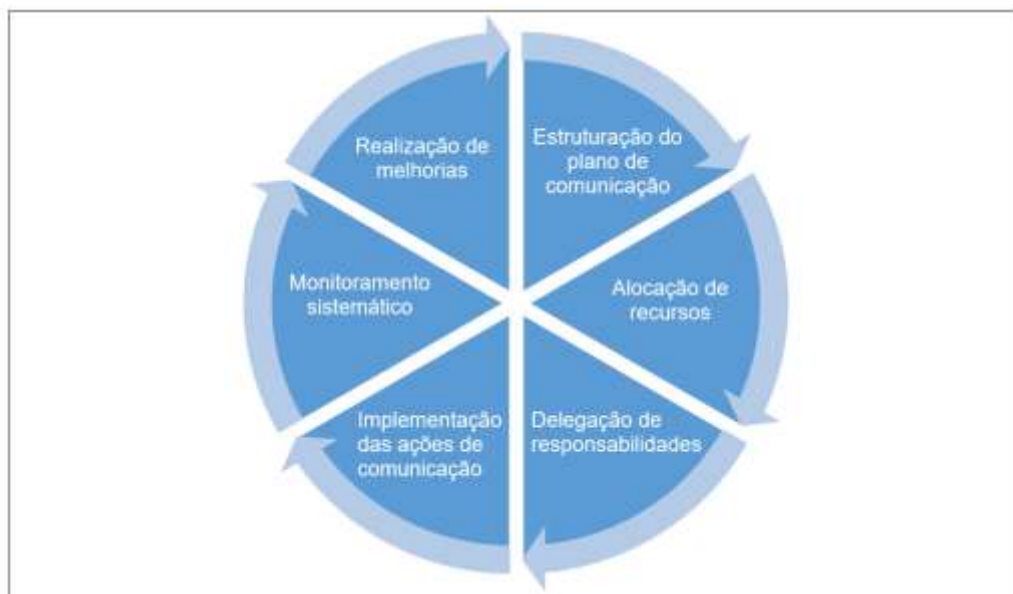 Realização de
melhorias
Estruturação do
plano de
comunicação
Monitoramento
sistemático
Alocação de
recursos
Implementação
das ações de
comunicação
Delegação de
responsabilidades